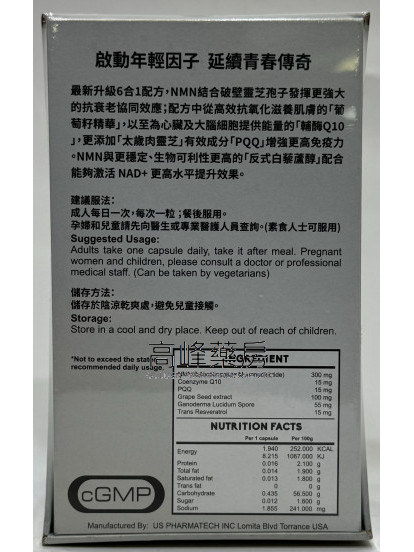 啟動年輕因子 延續青春傳奇
最新升級6合1配方，NMN結合破壁靈芝孢子發揮更強大
的抗衰老協同效應；配方中從高效抗氧化滋養肌膚的「葡
萄籽精華」，以至為心臟及大腦細胞提供能量的「輔酶Q10
」，更添加「太歲肉靈芝」有效成分「PQQ」增強更高免疫力
。NMN與更穩定、生物可利性更高的「反式白藜蘆醇」配合
能夠激活 NAD+ 更高水平提升效果。
建議服法：
成人每日一次，每次一粒；餐後服用。
孕婦和兒童請先向醫生或專業醫護人員查詢。(素食人士可服用)
Suggested Usage:
Adults take one capsule daily, take it after meal. Pregnant
women and children, please consult a doctor or professional
medical staff. (Can be taken by vegetarians)
儲存方法：
儲存於陰涼乾爽處，避免兒童接觸。
Storage:
Store in a cool and dry place. Keep out of reach of children.
高峰藥房
*Not to exceed the stated
recommended daily usage.
INGREDIENT
300 mg
Coenzyme Q10 15 mg
PQQ 15 mg
Grape Seed extract 100 mg
Ganoderma Lucidum Spore 55 mg
Trans Resveratrol 15 mg
NUTRITION FACTS
Per 1 capsule Per 100g
Energy 1.940 252.000 KCAL
8.215 1067.000 KJ
Protein 0.016 2.100 g
Total fat 0.014 1.900 g
Saturated fat 0.013 1.800 g
Trans fat 0 0 g
Carbohydrate 0.435 56.500 g
Sugar 0.012 1.600 g
Sodium 1.855 241.000 mg
cGMP
Manufactured By: US PHARMATECH INC Lomita Blvd Torrance USA